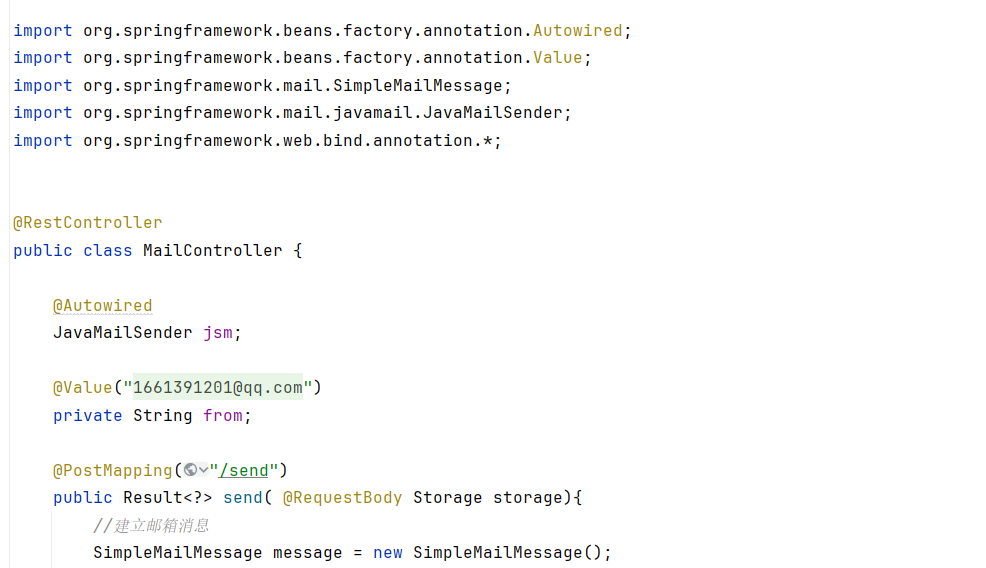 import org.springframework.beans.factory.annotation.Autowired;
import org.springframework.beans.factory.annotation.Value;
import org.springframework.mail.SimpleMailMessage;
import org.springframework.mail.javamail.JavaMailSender;
import org.springframework.web.bind.annotation.*;
@RestController
public class MailController {
@Autowired
JavaMailSender jsm;
@Value("1661391201@qq.com")
private String from;
@PostMapping("/send")
public Result<?> send( @RequestBody Storage storage){
//建立邮箱消息
SimpleMailMessage message = new SimpleMailMessage();